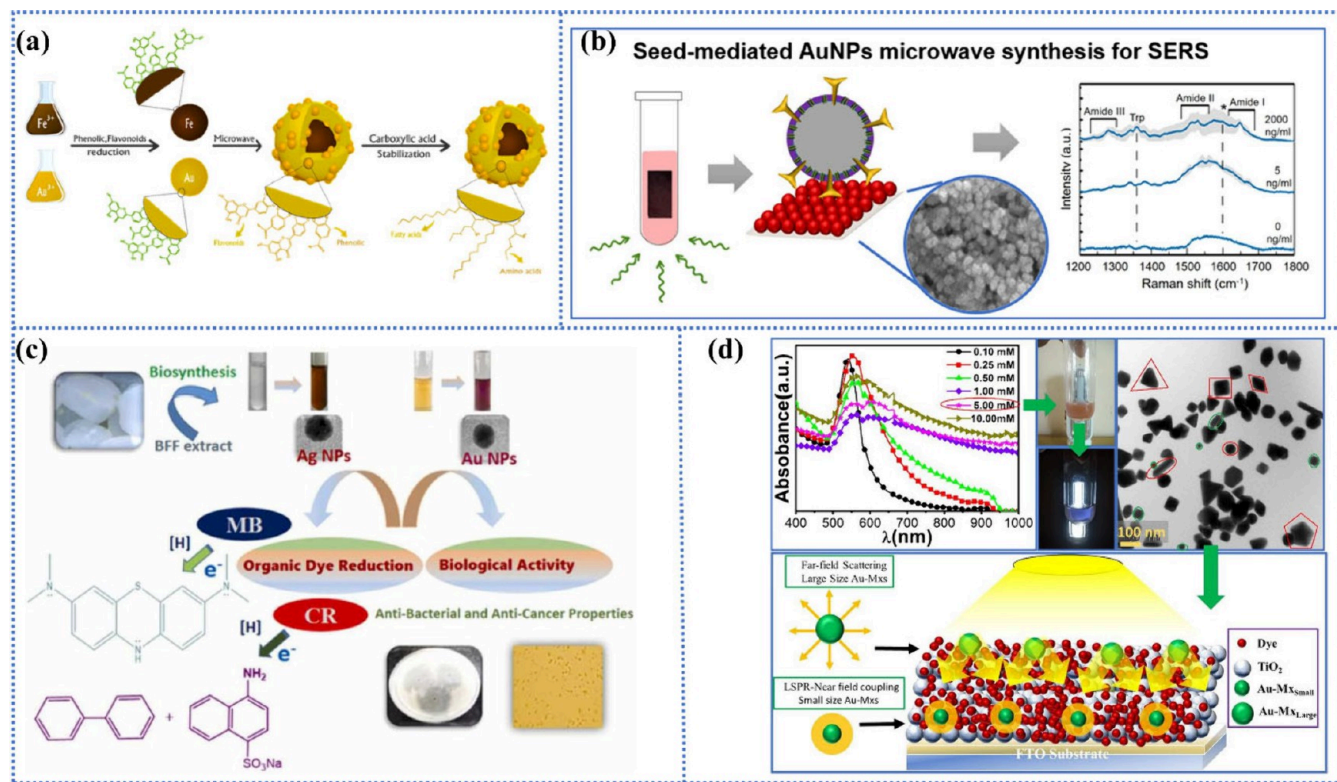 (a)
Fe³⁺
Au³⁺
Phenolic,Flavonoids
reduction
Fe
Au
Microwave
Flavonoids
Phenolic
Carboxylic acid
Stabilization
Fatty acids
Amino acids
(b)
Seed-mediated AuNPs microwave synthesis for SERS
Intensity (a.u.)
Amide III
Trp
Amide II
*
Amide I
2000
ng/ml
5
ng/ml
0
ng/ml
1200 1300 1400 1500 1600 1700 1800
Raman shift (cm⁻¹)
(c)
Biosynthesis
BFF extract
Ag NPs
Au NPs
MB
[H]
e⁻
Organic Dye Reduction
Biological Activity
CR
[H]
e⁻
Anti-Bacterial and Anti-Cancer Properties
N
N
S
N
H
+
NH₂
SO₃Na
(d)
Absorbance(a.u.)
0.10 mM
0.25 mM
0.50 mM
1.00 mM
5.00 mM
10.00mM
400 500 600 700 800 900 1000
λ(nm)
100 nm
Far-field Scattering
Large Size Au-Mxs
LSPR-Near field coupling
Small size Au-Mxs
FTO Substrate
Dye
TiO₂
Au-MxSmall
Au-MxLarge